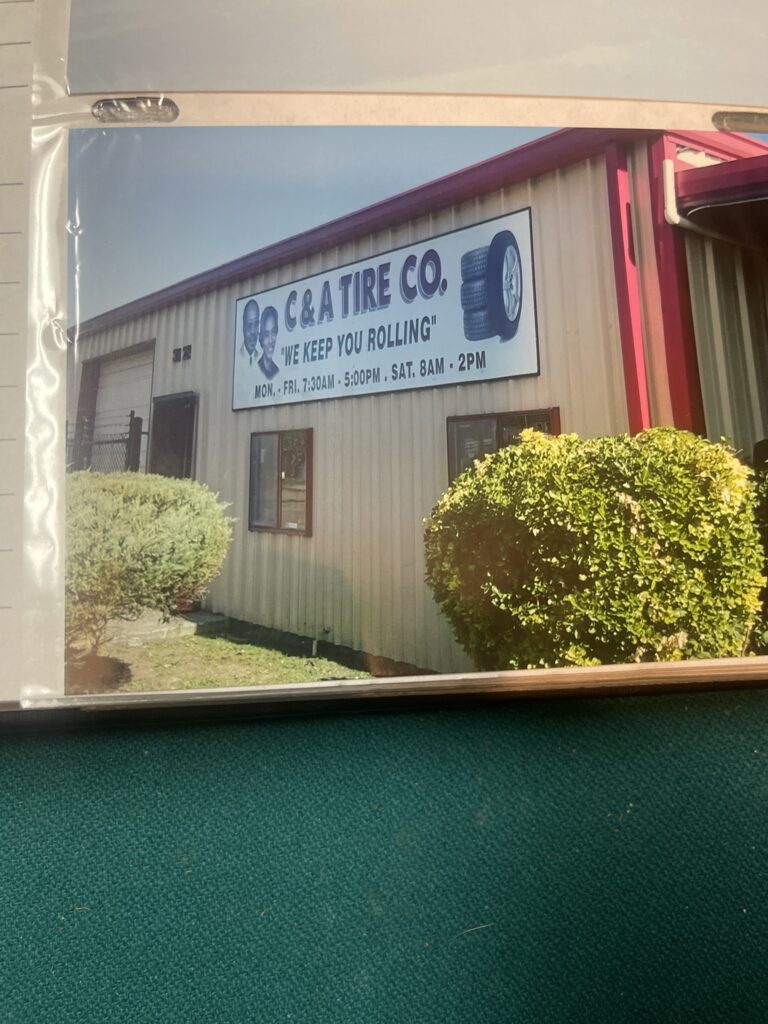 C & A TIRE CO.
"WE KEEP YOU ROLLING"
MON. - FRI. 7:30AM - 5:00PM . SAT. 8AM - 2PM